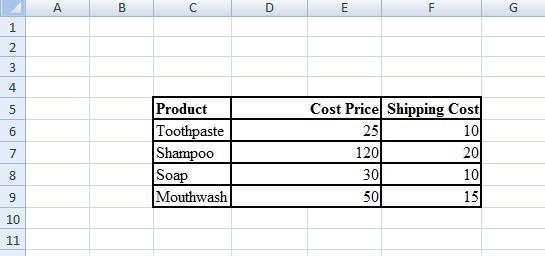 A B C D E F G
1
2
3
4
5 Product Cost Price Shipping Cost
6 Toothpaste 25 10
7 Shampoo 120 20
8 Soap 30 10
9 Mouthwash 50 15
10
11